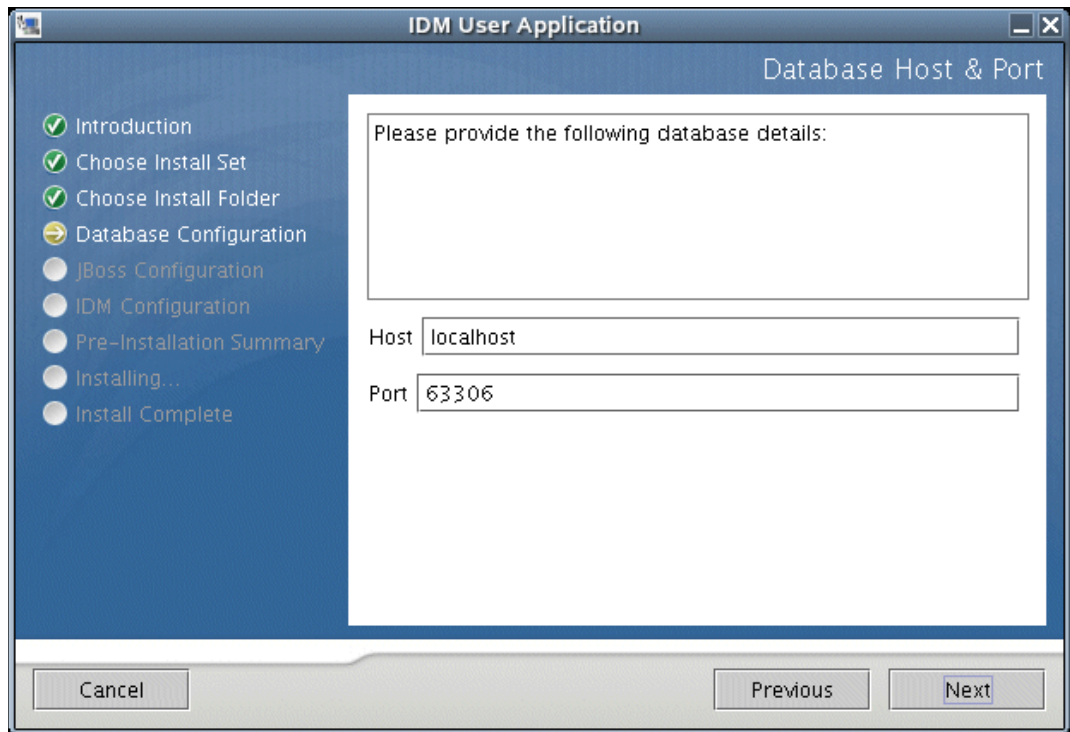 IDM User Application
Database Host & Port
Introduction
Choose Install Set
Choose Install Folder
Database Configuration
JBoss Configuration
IDM Configuration
Pre-Installation Summary
Installing...
Install Complete
Please provide the following database details:
Host localhost
Port 63306
Cancel Previous Next